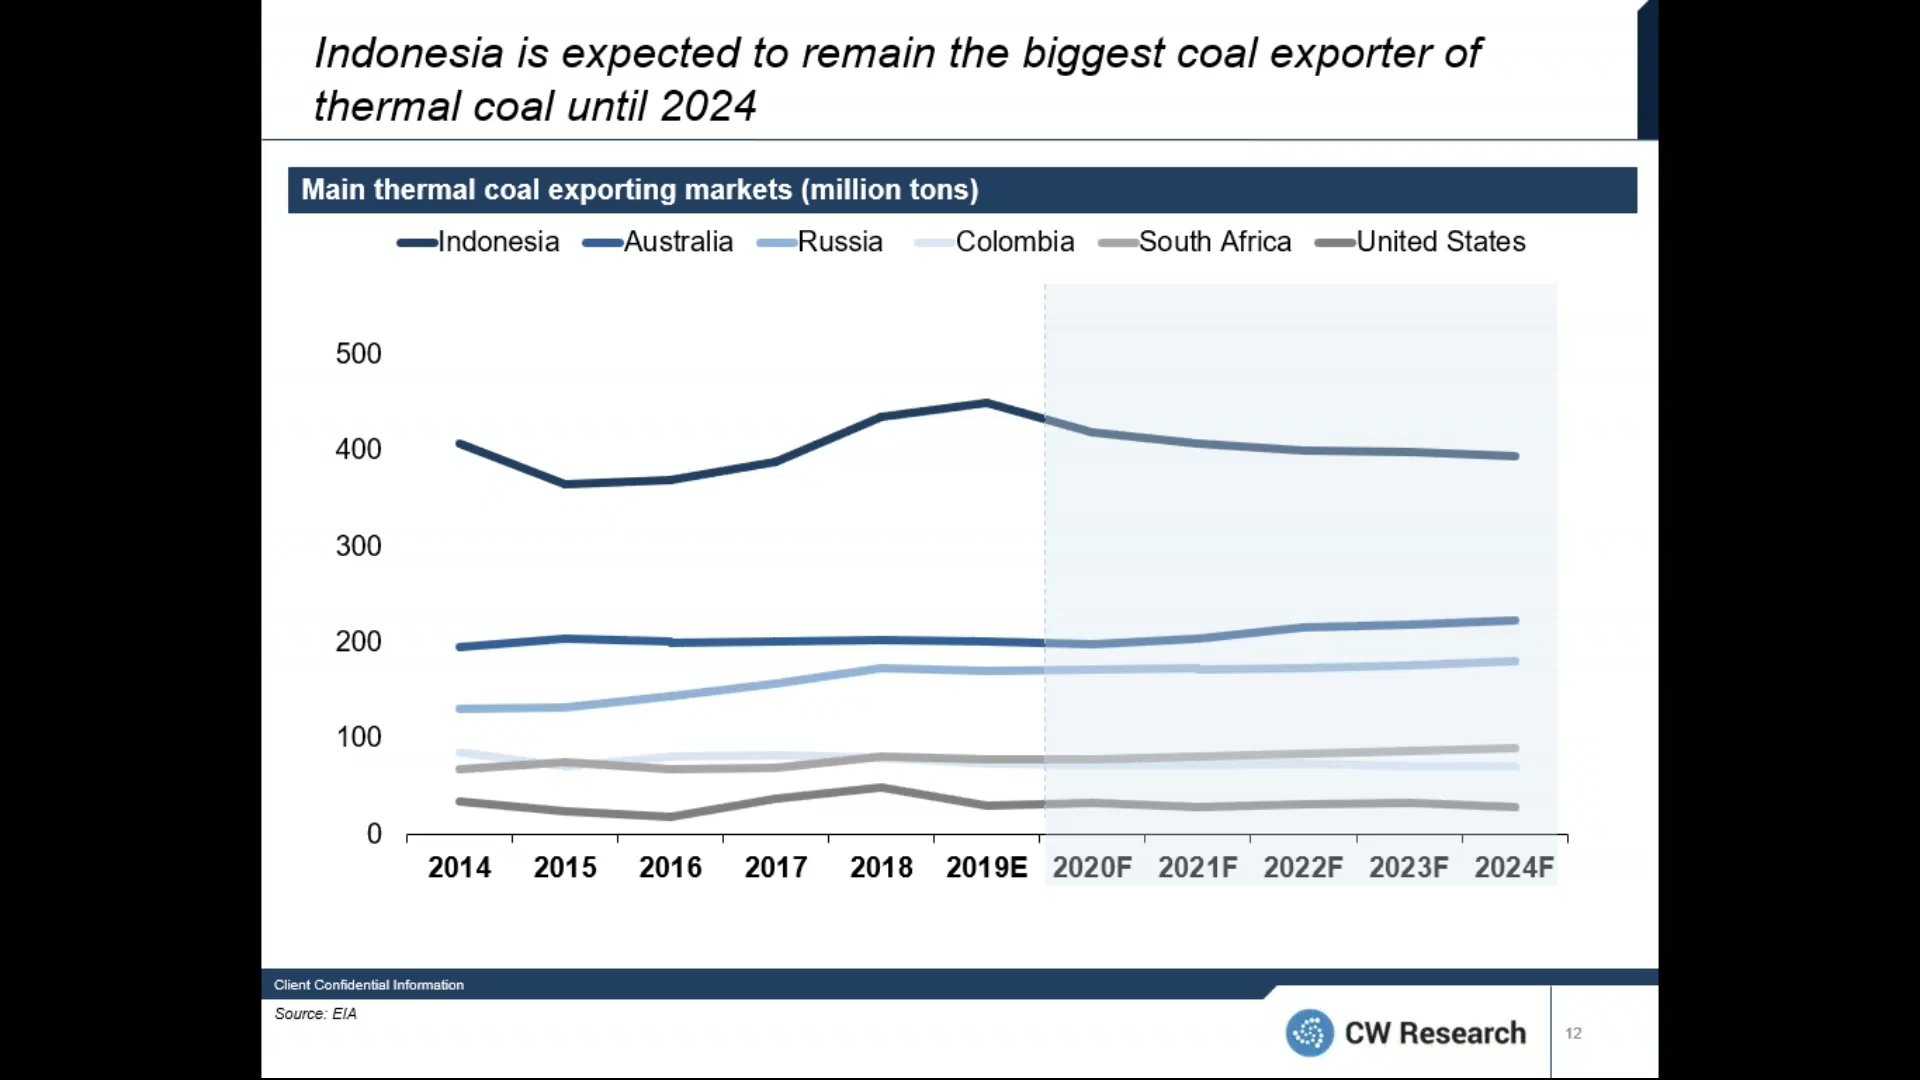 Indonesia is expected to remain the biggest coal exporter of
thermal coal until 2024
Main thermal coal exporting markets (million tons)
Indonesia Australia Russia Colombia South Africa United States
500
400
300
200
100
0
2014 2015 2016 2017 2018 2019E 2020F 2021F 2022F 2023F 2024F
Client Confidential Information
Source: EIA
CW Research
12